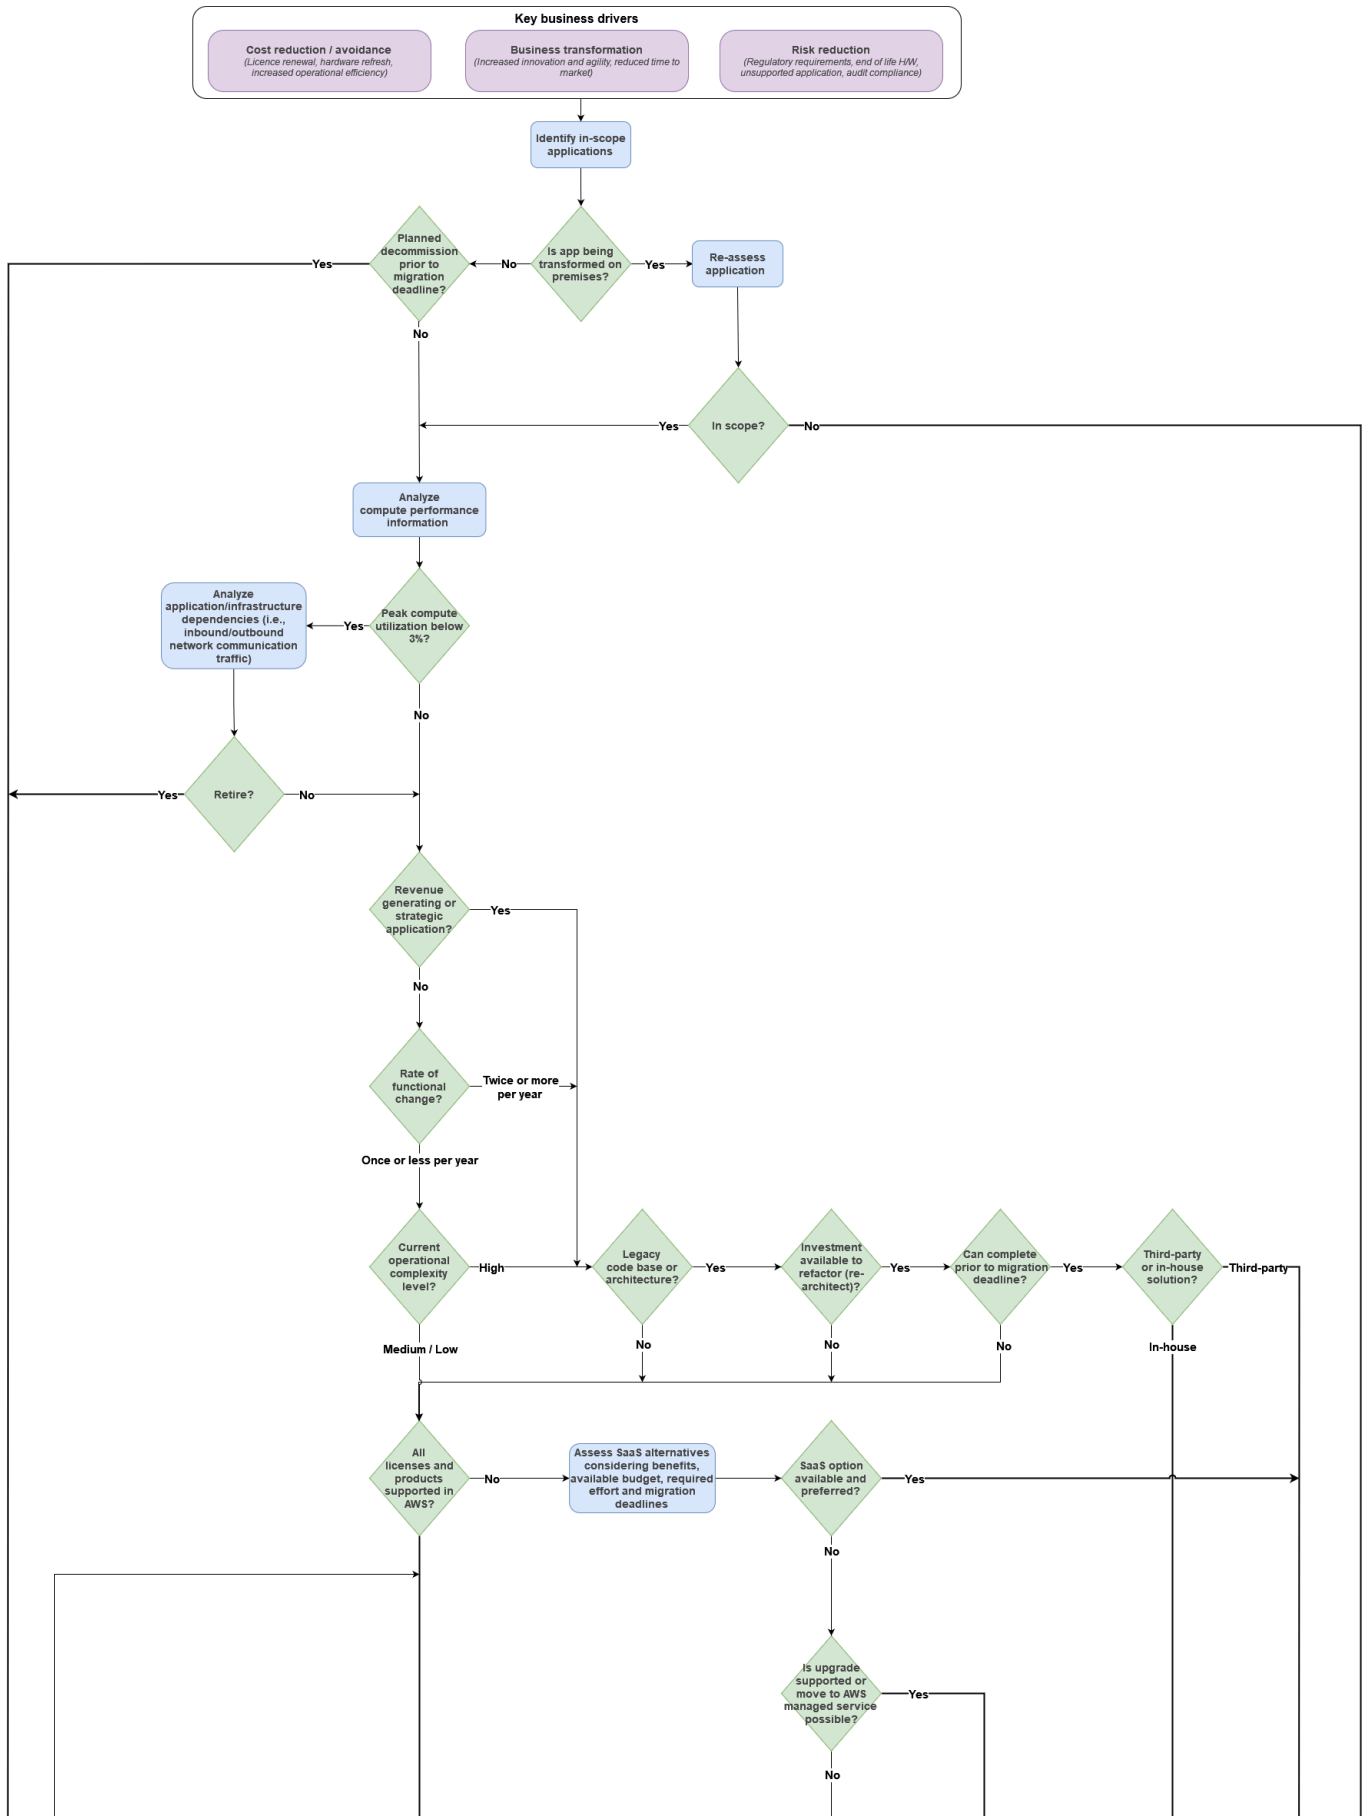 Key business drivers
Cost reduction / avoidance
(Licence renewal, hardware refresh,
increased operational efficiency)
Business transformation
(Increased innovation and agility, reduced time to
market)
Risk reduction
(Regulatory requirements, end of life H/W,
unsupported application, audit compliance)
Identify in-scope
applications
Planned
decommission
prior to
migration
deadline?
Yes
No
Is app being
transformed on
premises?
Yes
Re-assess
application
No
Yes
In scope?
No
Analyze
compute performance
information
Analyze
application/infrastructure
dependencies (i.e.,
inbound/outbound
network communication
traffic)
Yes
Peak compute
utilization below
3%?
No
Yes
Retire?
No
Revenue
generating or
strategic
application?
Yes
No
Rate of
functional
change?
Twice or more
per year
Once or less per year
Current
operational
complexity
level?
High
Legacy
code base or
architecture?
Yes
Investment
available to
refactor (re-
architect)?
Yes
Can complete
prior to migration
deadline?
Yes
Third-party
or in-house
solution?
Third-party
Medium / Low
No
No
No
In-house
All
licenses and
products
supported in
AWS?
No
Assess SaaS alternatives
considering benefits,
available budget, required
effort and migration
deadlines
SaaS option
available and
preferred?
Yes
No
Is upgrade
supported or
move to AWS
managed service
possible?
Yes
No